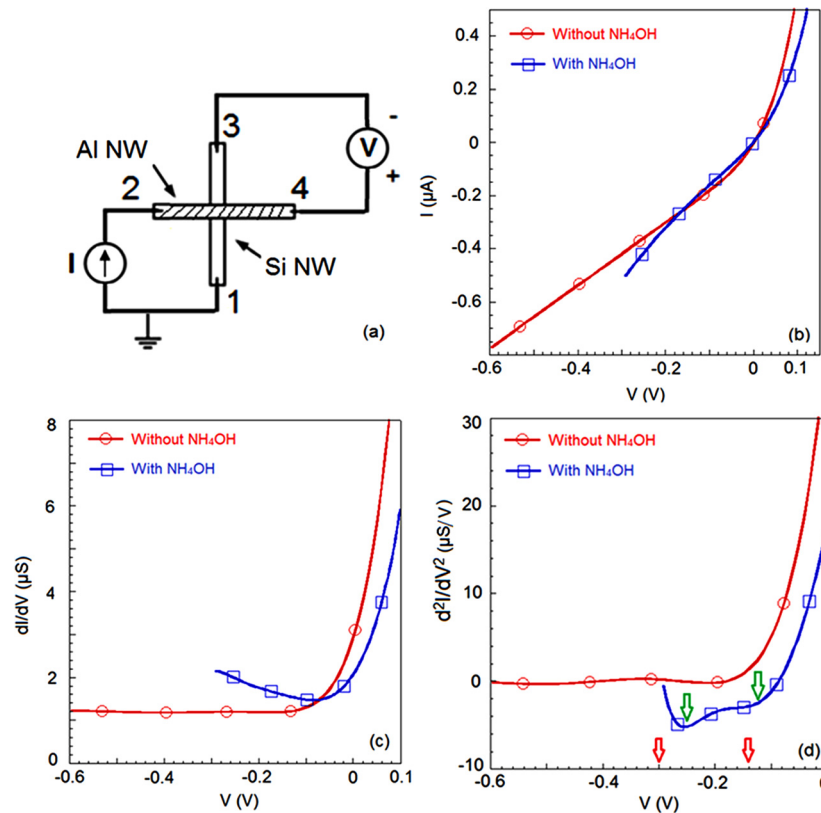 3
-
Al NW
V
2
4
+
I
Si NW
1
(a)
Without NH₄OH
With NH₄OH
0.4
0.2
0
-0.2
-0.4
-0.6
I (µA)
-0.6
-0.4
-0.2
0
0.1
V (V)
(b)
Without NH₄OH
With NH₄OH
8
6
4
2
0
dI/dV (µS)
-0.6
-0.4
-0.2
0
0.1
V (V)
(c)
Without NH₄OH
With NH₄OH
30
20
10
0
-10
d²I/dV² (µS/V)
-0.6
-0.4
-0.2
0
V (V)
(d)